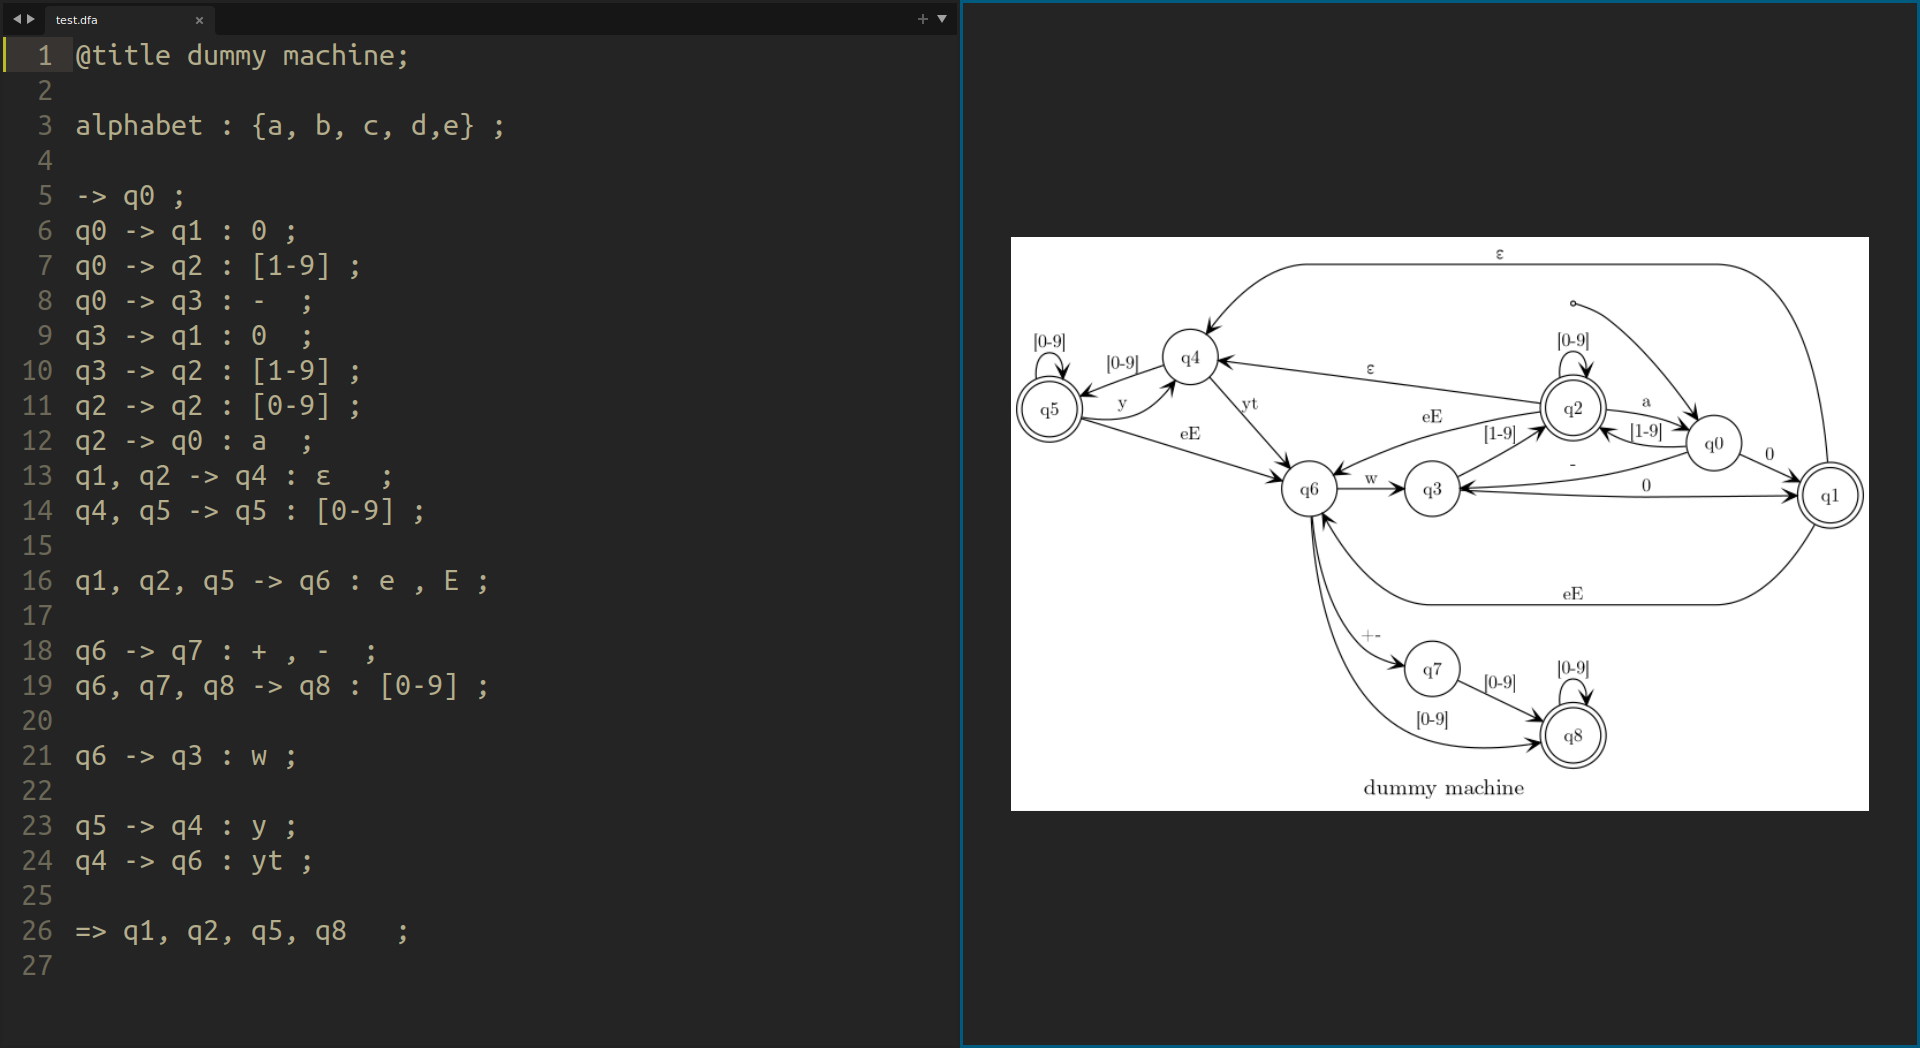 test.dfa
1 @title dummy machine;
2
3 alphabet : {a, b, c, d,e} ;
4
5 -> q0 ;
6 q0 -> q1 : 0 ;
7 q0 -> q2 : [1-9] ;
8 q0 -> q3 : -  ;
9 q3 -> q1 : 0  ;
10 q3 -> q2 : [1-9] ;
11 q2 -> q2 : [0-9] ;
12 q2 -> q0 : a  ;
13 q1, q2 -> q4 : ε   ;
14 q4, q5 -> q5 : [0-9] ;
15
16 q1, q2, q5 -> q6 : e , E ;
17
18 q6 -> q7 : + , -  ;
19 q6, q7, q8 -> q8 : [0-9] ;
20
21 q6 -> q3 : w ;
22
23 q5 -> q4 : y ;
24 q4 -> q6 : yt ;
25
26 => q1, q2, q5, q8   ;
27
ε
[0-9]
[0-9]
q4
[0-9]
ε
q5
y
yt
eE
q2
a
eE
[1-9]
[1-9]
q0
0
-
q6
w
q3
0
q1
eE
+-
q7
[0-9]
[0-9]
[0-9]
q8
dummy machine